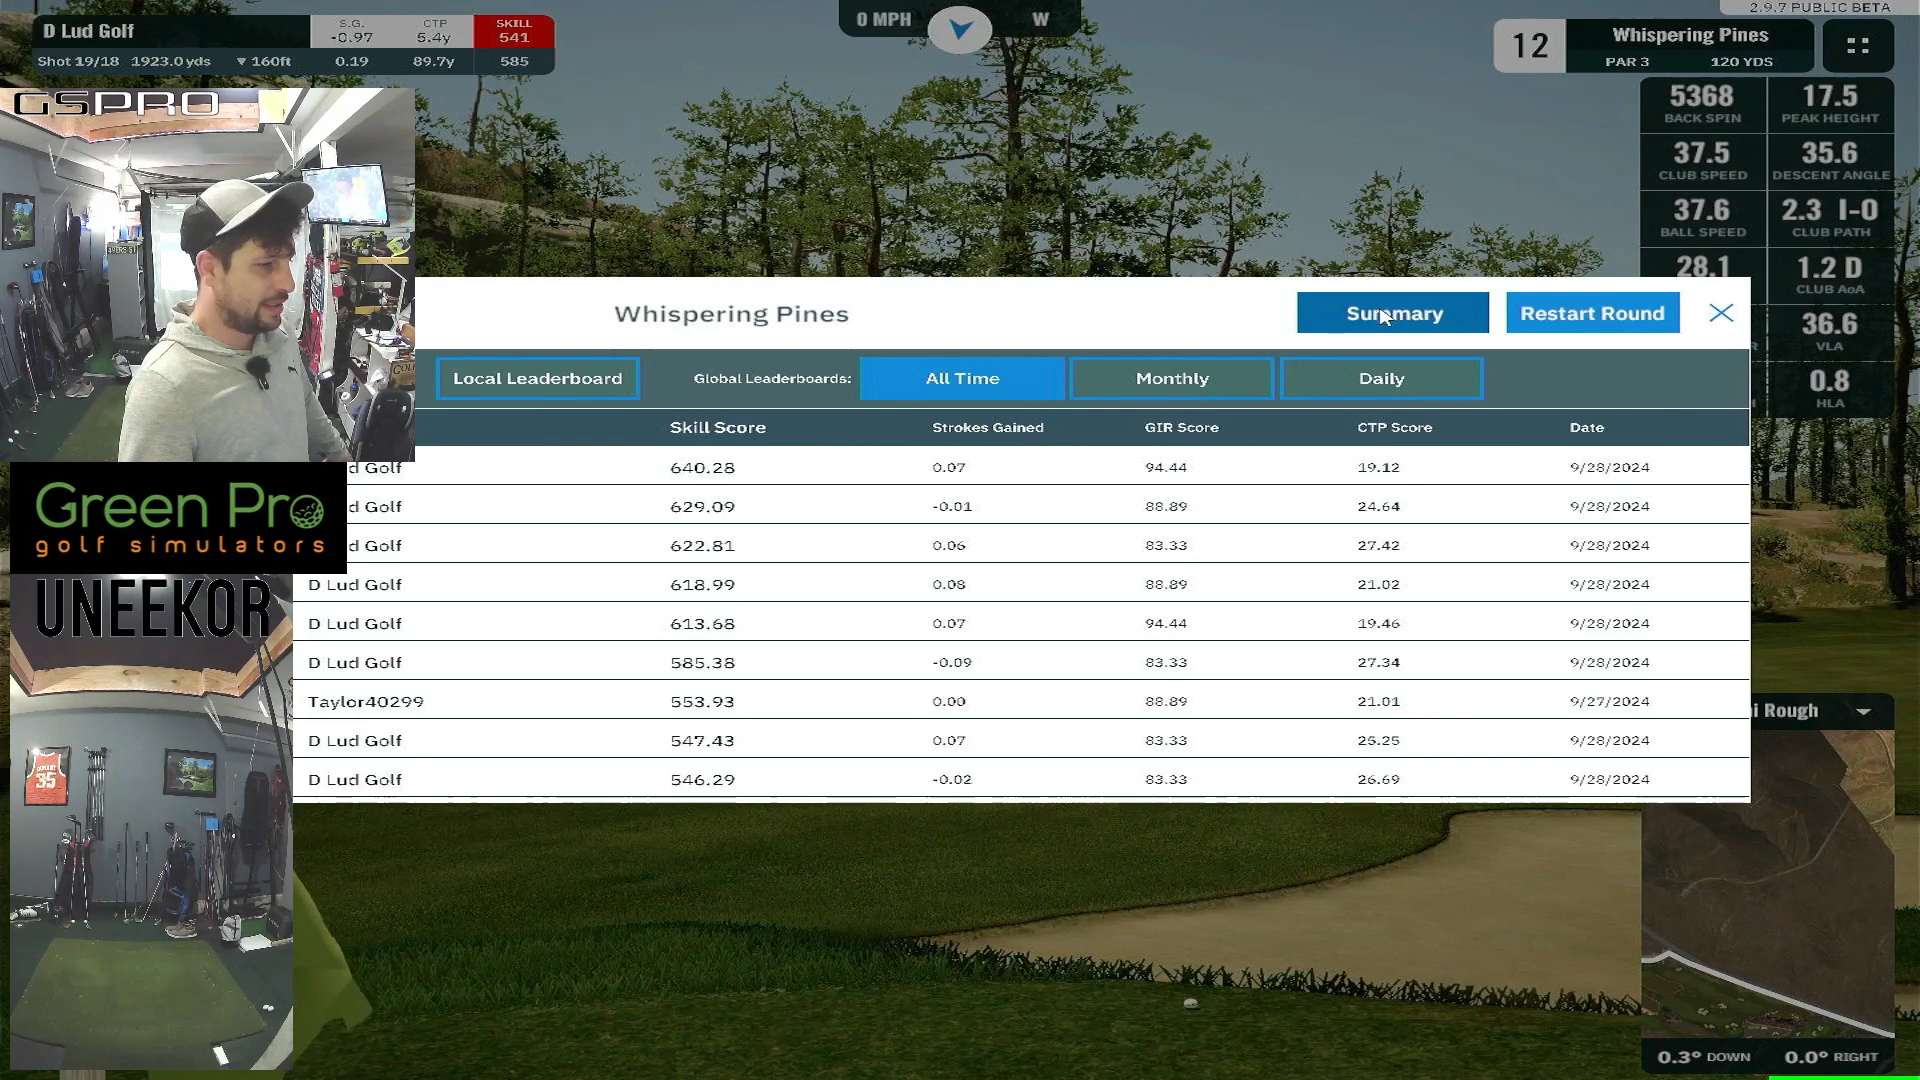 2.9.7 PUBLIC BETA
D Lud Golf
S.G.
-0.97
CTP
5.4y
SKILL
541
Shot 19/18 1923.0 yds ▼ 160ft 0.19 89.7y 585
0 MPH
W
12
Whispering Pines
PAR 3 120 YDS
GSPRO
5368
BACK SPIN
17.5
PEAK HEIGHT
37.5
CLUB SPEED
35.6
DESCENT ANGLE
37.6
BALL SPEED
2.3 I-O
CLUB PATH
28.1
1.2 D
CLUB AoA
36.6
VLA
0.8
HLA
Whispering Pines
Summary
Restart Round
Local Leaderboard
Global Leaderboards:
All Time
Monthly
Daily
Skill Score Strokes Gained GIR Score CTP Score Date
d Golf 640.28 0.07 94.44 19.12 9/28/2024
d Golf 629.09 -0.01 88.89 24.64 9/28/2024
d Golf 622.81 0.06 83.33 27.42 9/28/2024
D Lud Golf 618.99 0.08 88.89 21.02 9/28/2024
D Lud Golf 613.68 0.07 94.44 19.46 9/28/2024
D Lud Golf 585.38 -0.09 83.33 27.34 9/28/2024
Taylor40299 553.93 0.00 88.89 21.01 9/27/2024
D Lud Golf 547.43 0.07 83.33 25.25 9/28/2024
D Lud Golf 546.29 -0.02 83.33 26.69 9/28/2024
Green Pro
golf simulators
UNEEKOR
35
i Rough
0.3° DOWN 0.0° RIGHT